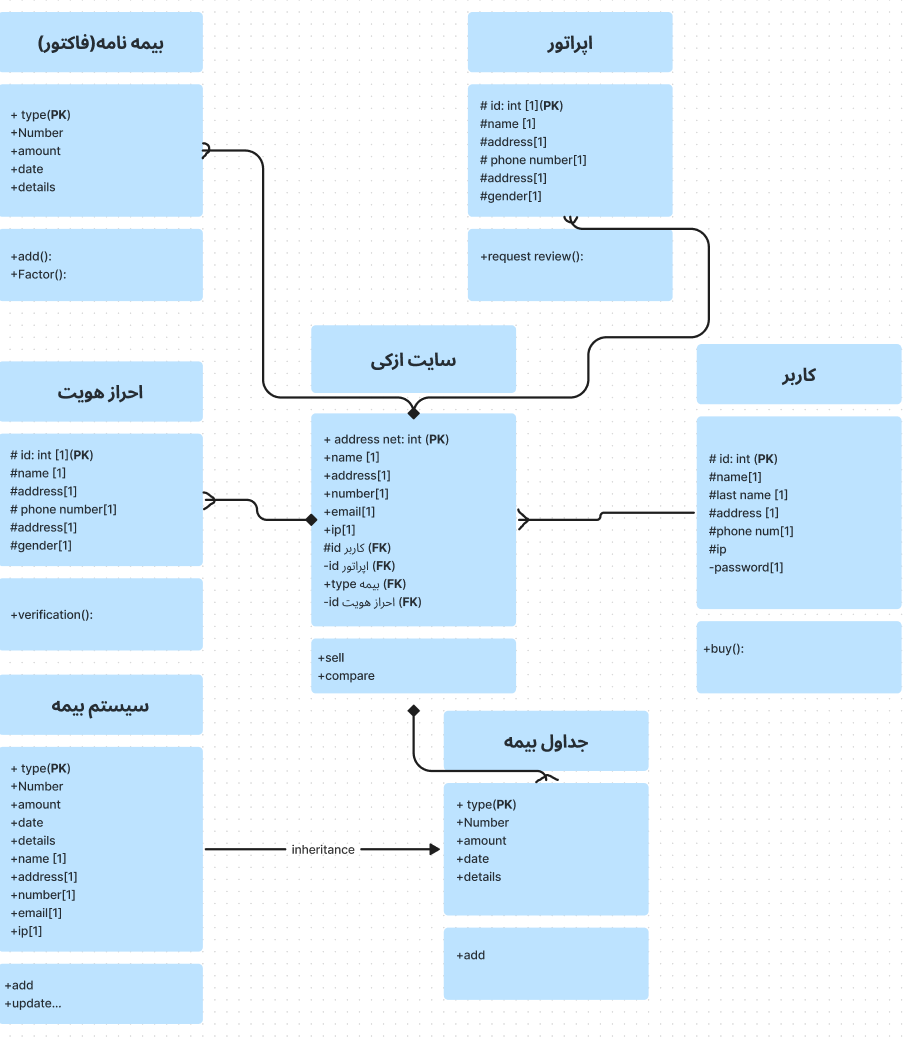 بیمه نامه(فاکتور)
+ type(PK)
+Number
+amount
+date
+details
+add():
+Factor():
اپراتور
# id: int [1](PK)
#name [1]
#address[1]
# phone number[1]
#address[1]
#gender[1]
+request review():
سایت ازکی
+ address net: int (PK)
+name [1]
+address[1]
+number[1]
+email[1]
+ip[1]
#id کاربر (FK)
-id اپراتور (FK)
+type بیمه (FK)
-id احراز هویت (FK)
+sell
+compare
کاربر
# id: int (PK)
#name[1]
#last name [1]
#address [1]
#phone num[1]
#ip
-password[1]
+buy():
احراز هویت
# id: int [1](PK)
#name [1]
#address[1]
# phone number[1]
#address[1]
#gender[1]
+verification():
سیستم بیمه
+ type(PK)
+Number
+amount
+date
+details
+name [1]
+address[1]
+number[1]
+email[1]
+ip[1]
+add
+update...
inheritance
جداول بیمه
+ type(PK)
+Number
+amount
+date
+details
+add